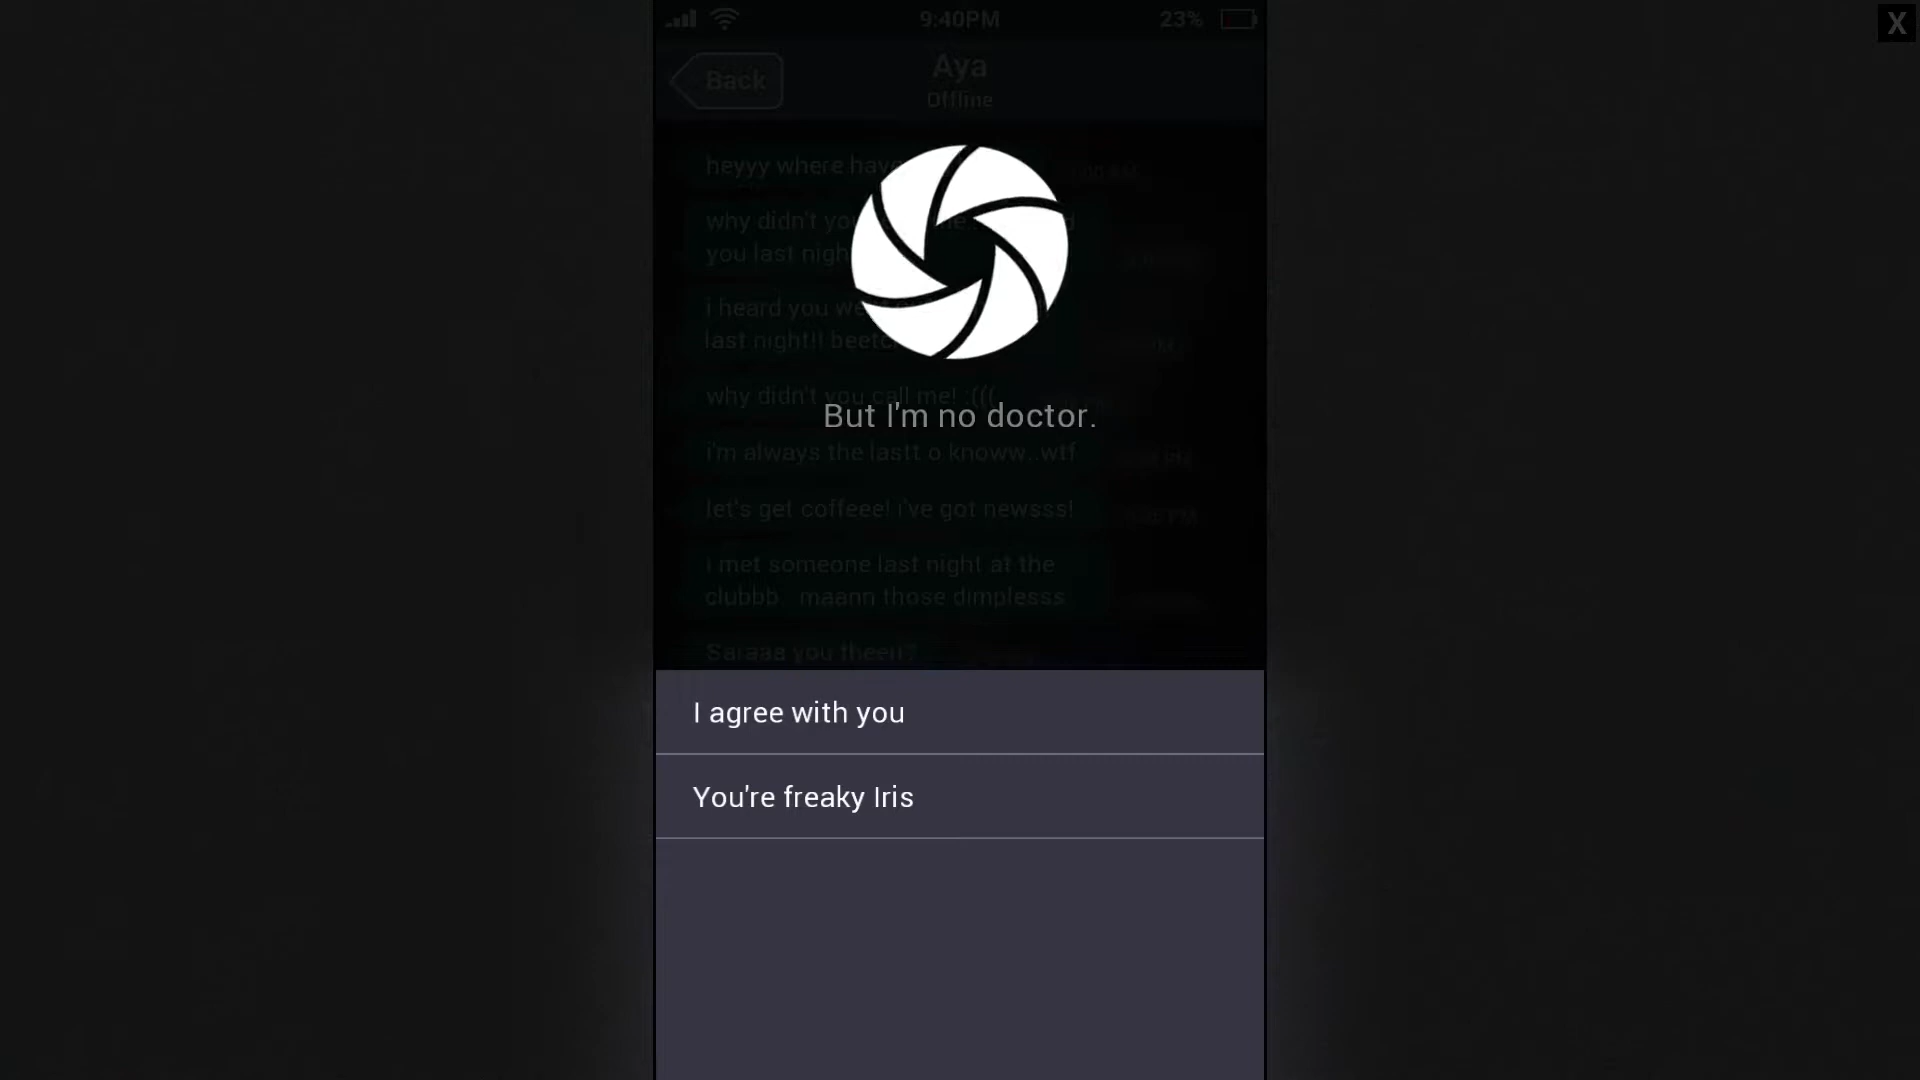 9:40PM
23%
X
Back
Aya
Offline
heyyy where have
why didn't you
you last night
i heard you we
last night!! beetc
why didn't you call me! :(((
But I'm no doctor.
i'm always the lastt o knoww..wtf
let's get coffeee! i've got newsss!
i met someone last night at the
clubbb maann those dimplesss
Saraaa you theeii?
I agree with you
You're freaky Iris